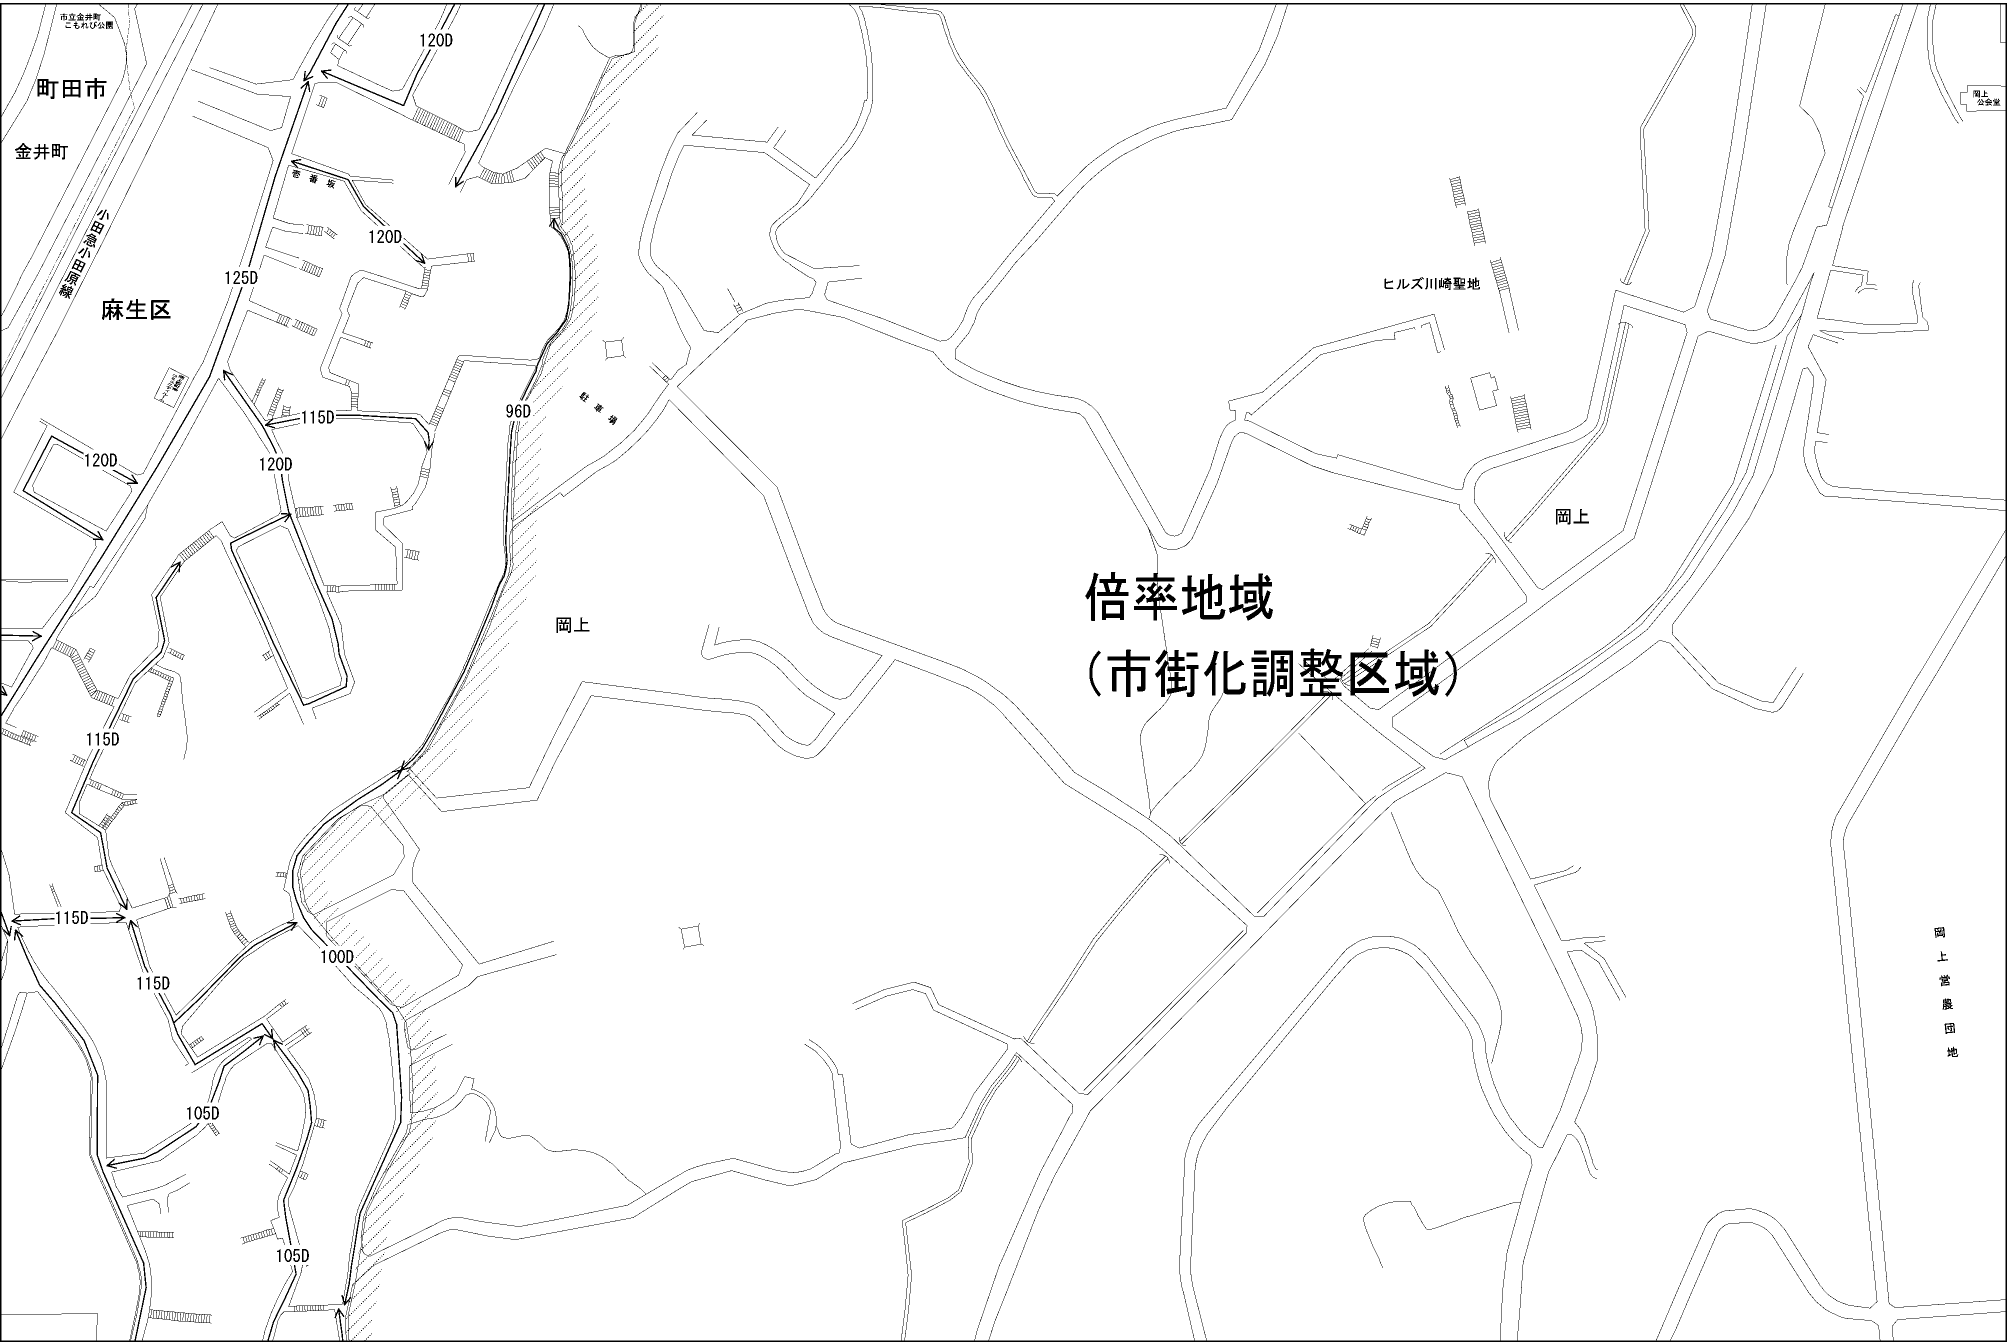 市立金井町
こもれび公園
町田市
金井町
小田急小田原線
麻生区
120D
壱番坂
120D
125D
115D
120D
120D
96D
駐車場
岡上
ヒルズ川崎聖地
岡上
公会堂
岡上
倍率地域
(市街化調整区域)
115D
115D
115D
100D
105D
105D
岡上営農団地